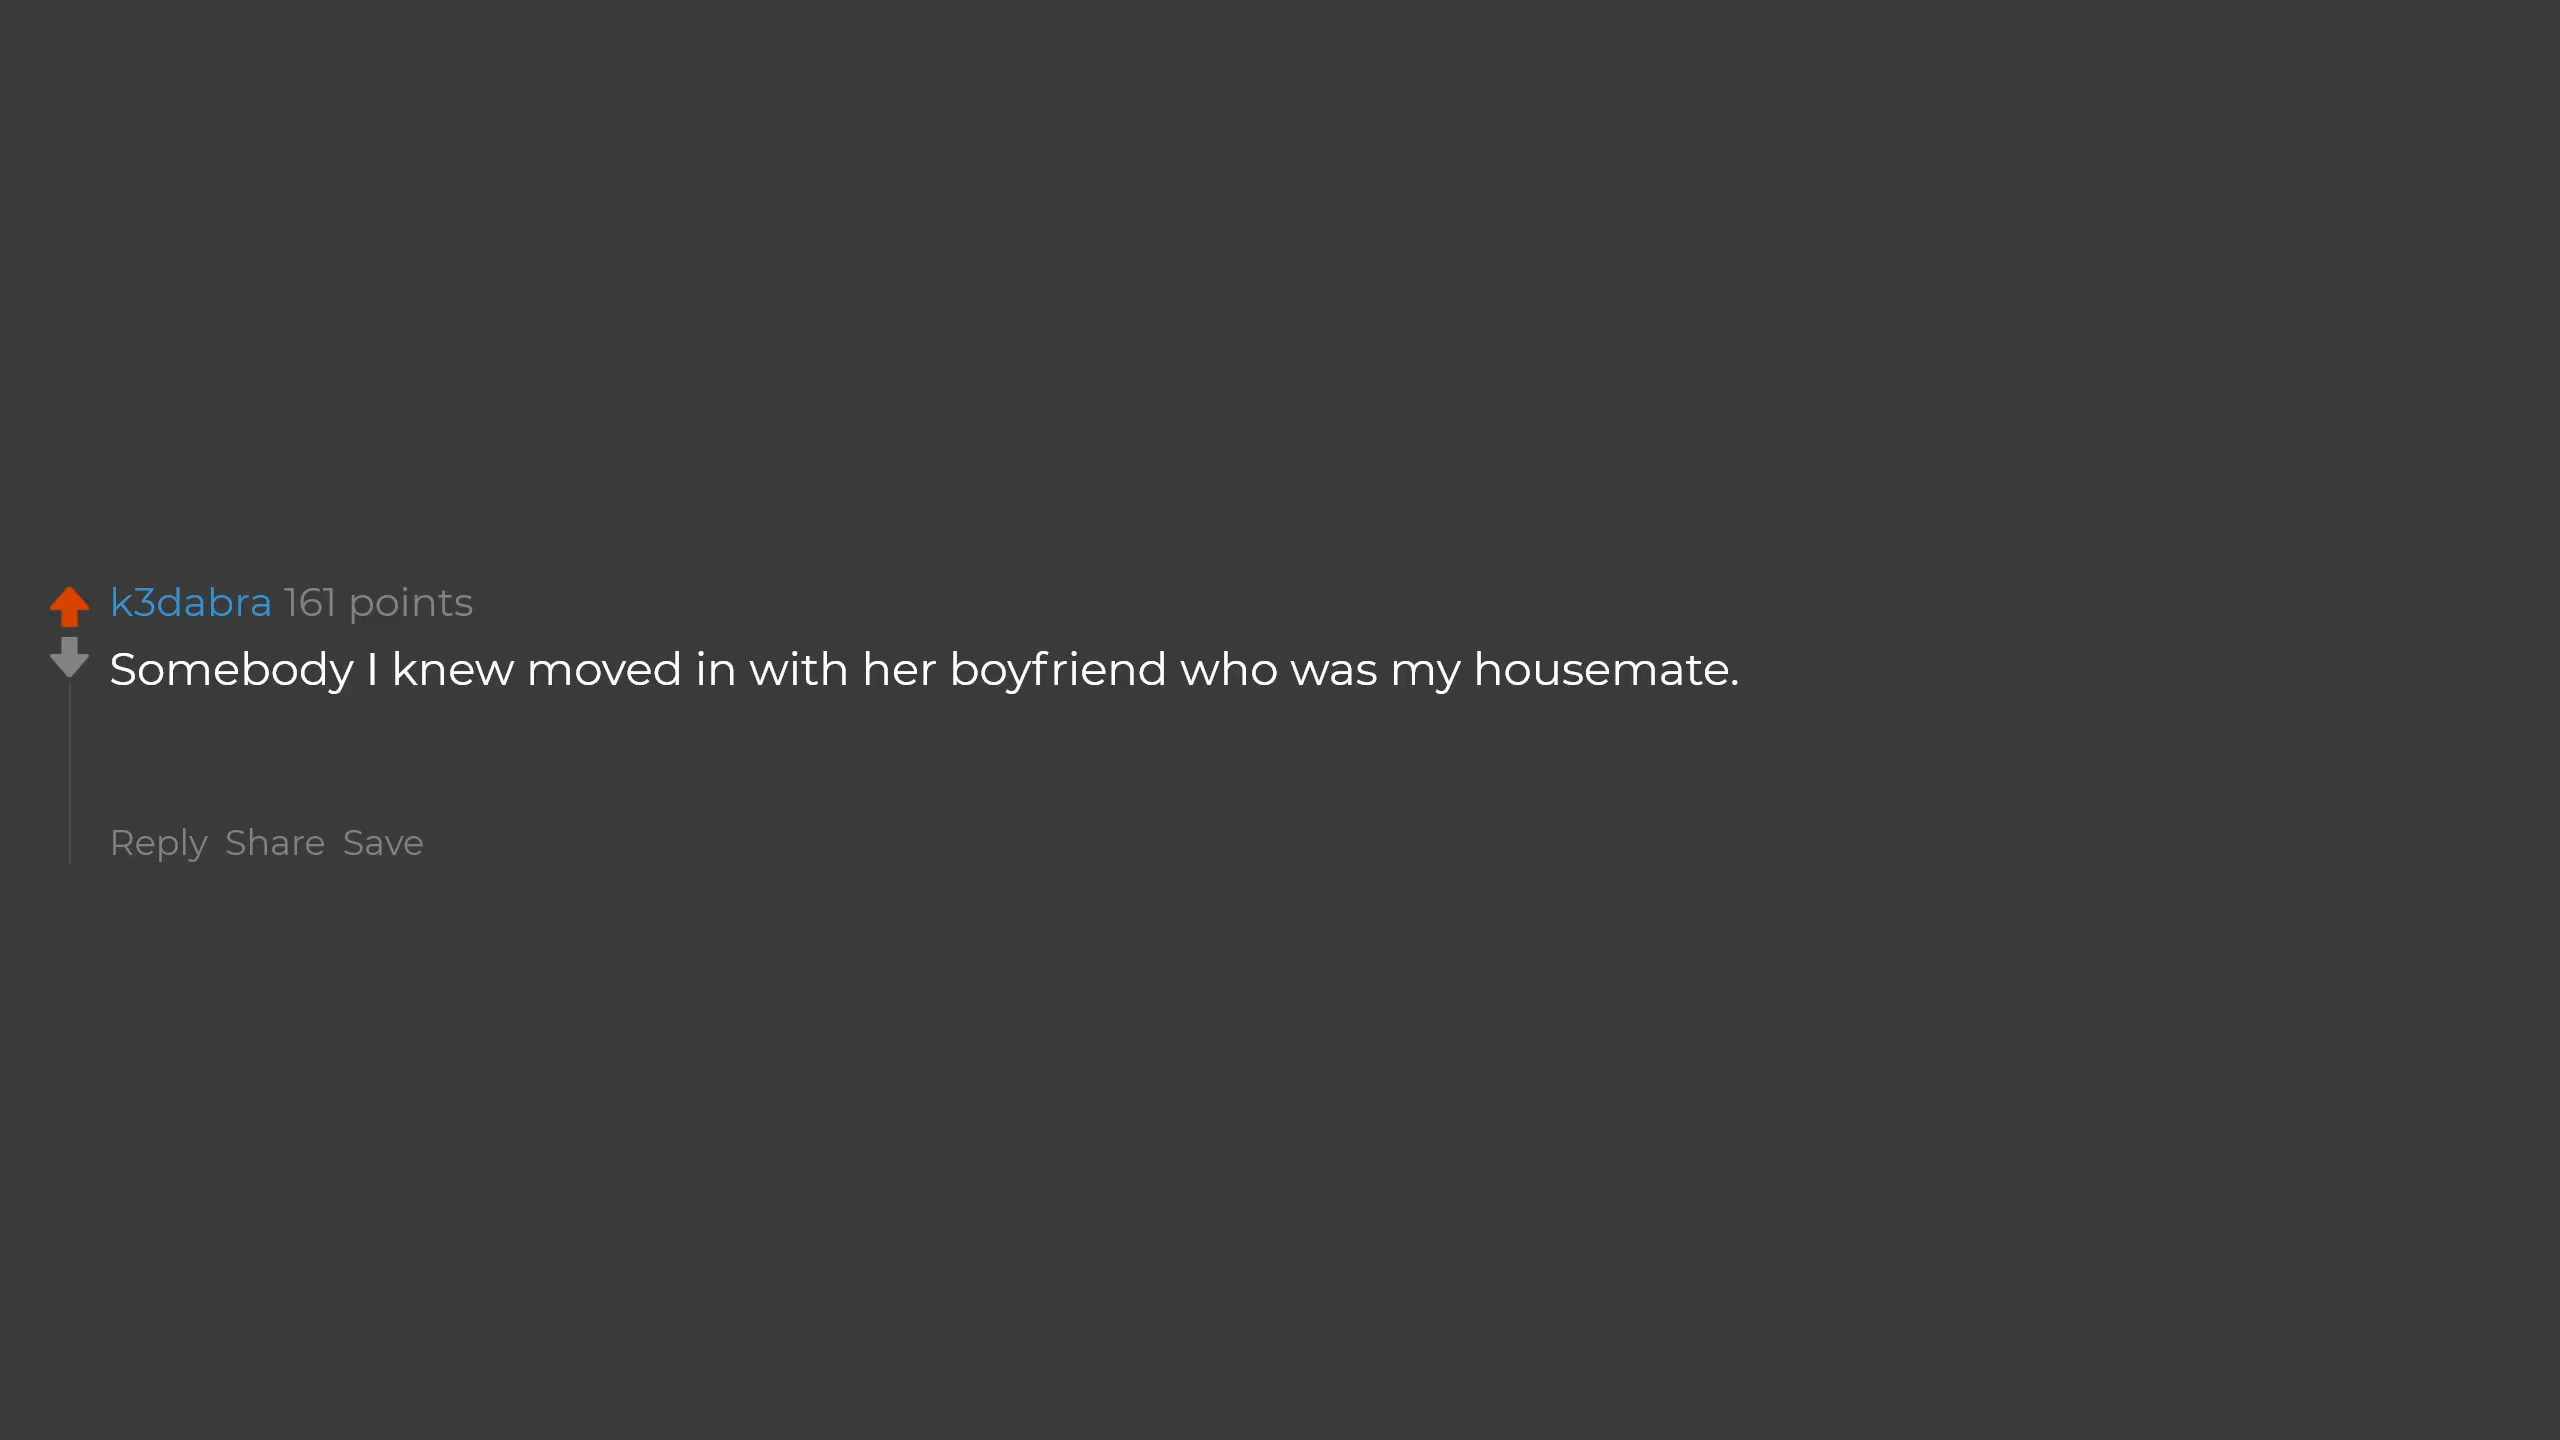 k3dabra 161 points
Somebody I knew moved in with her boyfriend who was my housemate.
Reply Share Save